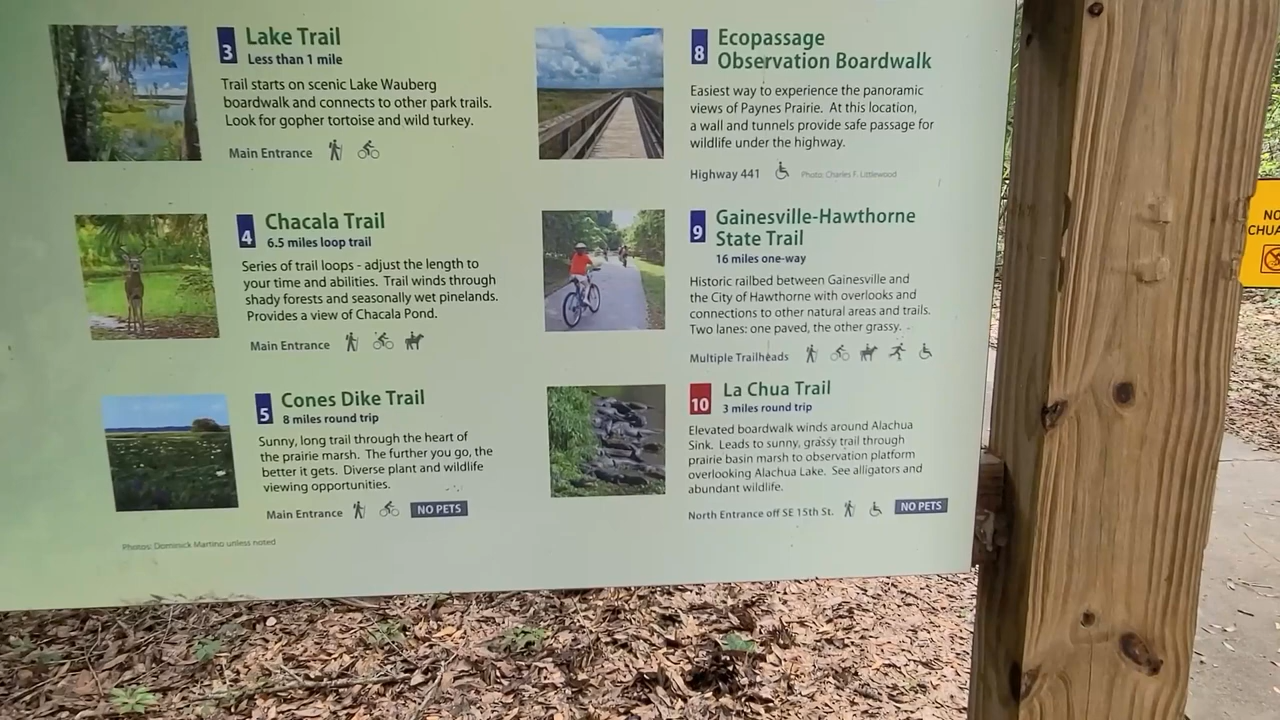 3
Lake Trail
Less than 1 mile
Trail starts on scenic Lake Wauberg
boardwalk and connects to other park trails.
Look for gopher tortoise and wild turkey.
Main Entrance
4
Chacala Trail
6.5 miles loop trail
Series of trail loops - adjust the length to
your time and abilities. Trail winds through
shady forests and seasonally wet pinelands.
Provides a view of Chacala Pond.
Main Entrance
5
Cones Dike Trail
8 miles round trip
Sunny, long trail through the heart of
the prairie marsh. The further you go, the
better it gets. Diverse plant and wildlife
viewing opportunities.
Main Entrance NO PETS
Photos: Dominick Martino unless noted
8
Ecopassage
Observation Boardwalk
Easiest way to experience the panoramic
views of Paynes Prairie. At this location,
a wall and tunnels provide safe passage for
wildlife under the highway.
Highway 441 Photo: Charles F. Littlewood
9
Gainesville-Hawthorne
State Trail
16 miles one-way
Historic railbed between Gainesville and
the City of Hawthorne with overlooks and
connections to other natural areas and trails.
Two lanes: one paved, the other grassy.
Multiple Trailheads
10
La Chua Trail
3 miles round trip
Elevated boardwalk winds around Alachua
Sink. Leads to sunny, grassy trail through
prairie basin marsh to observation platform
overlooking Alachua Lake. See alligators and
abundant wildlife.
North Entrance off SE 15th St. NO PETS
NO
CHUA